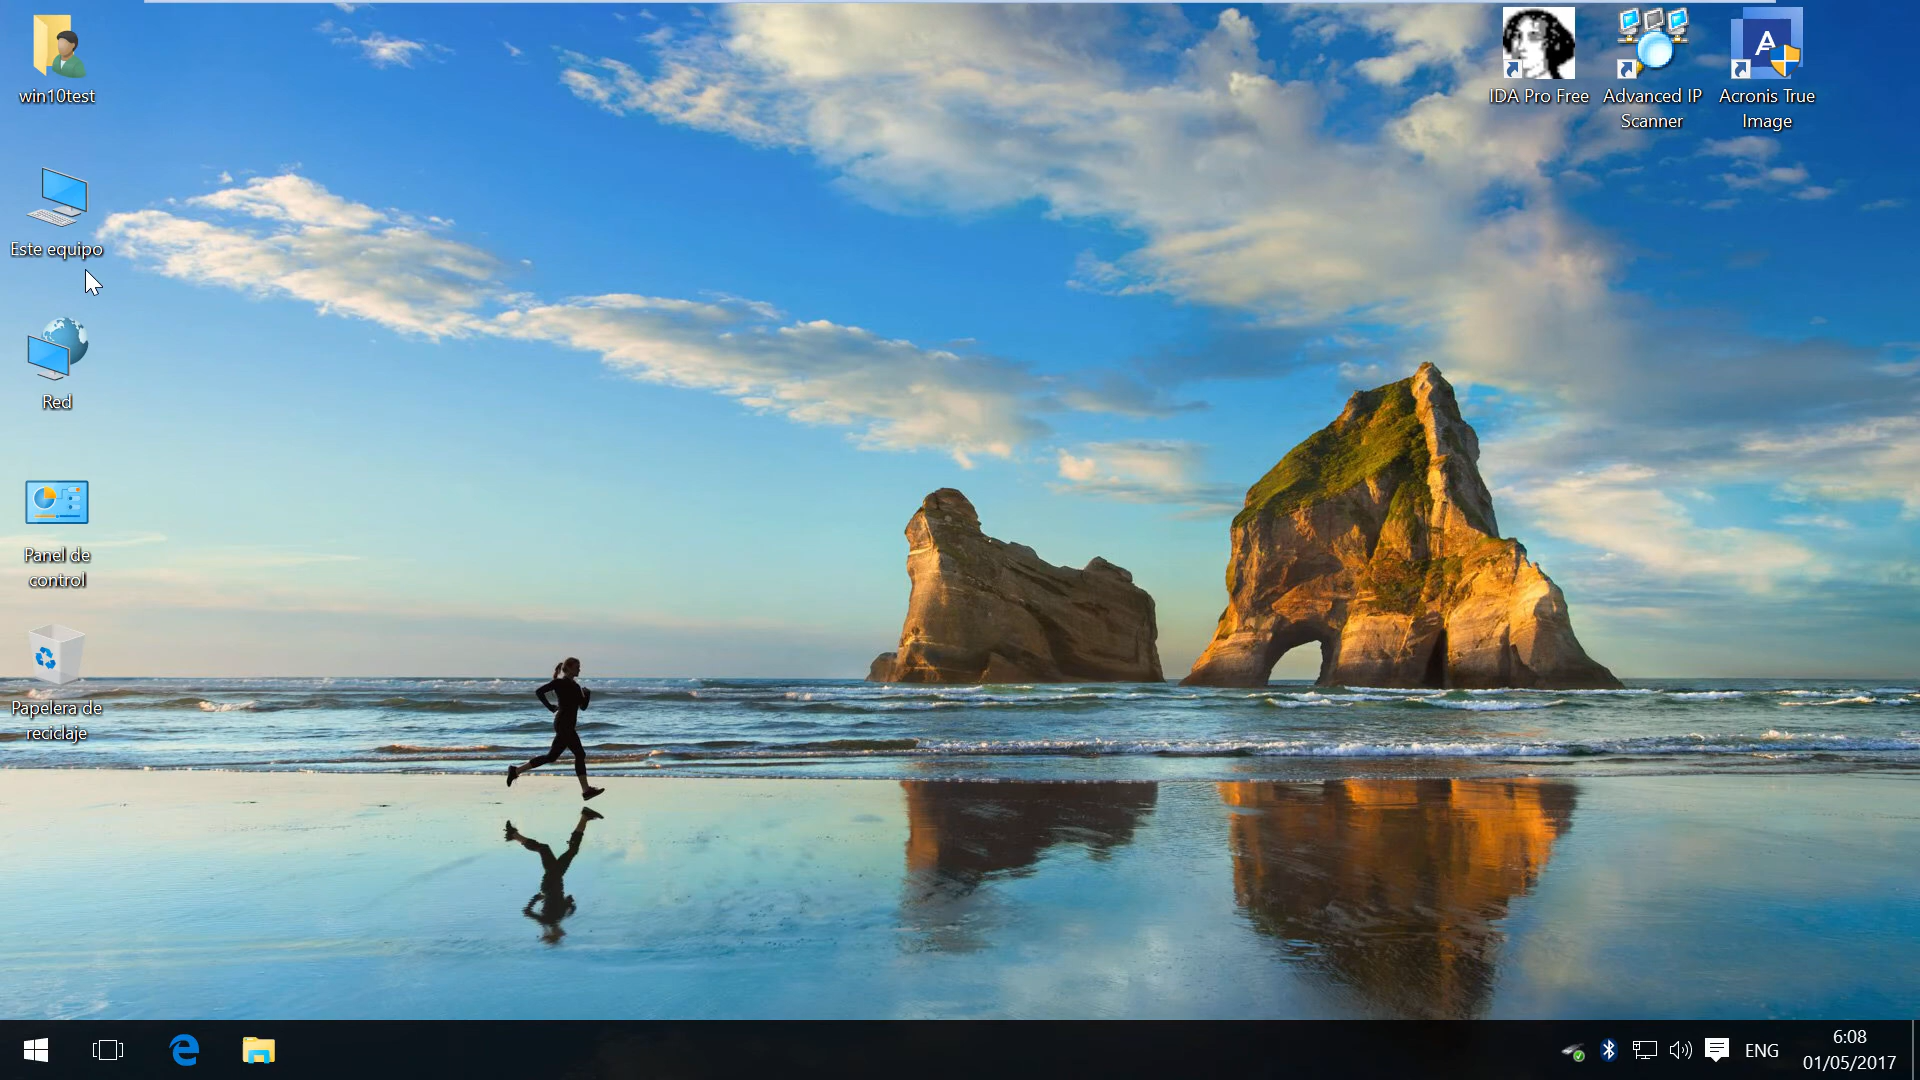 win10test
Este equipo
Red
Panel de
control
Papelera de
reciclaje
IDA Pro Free
Advanced IP
Scanner
A
Acronis True
Image
ENG
6:08
01/05/2017